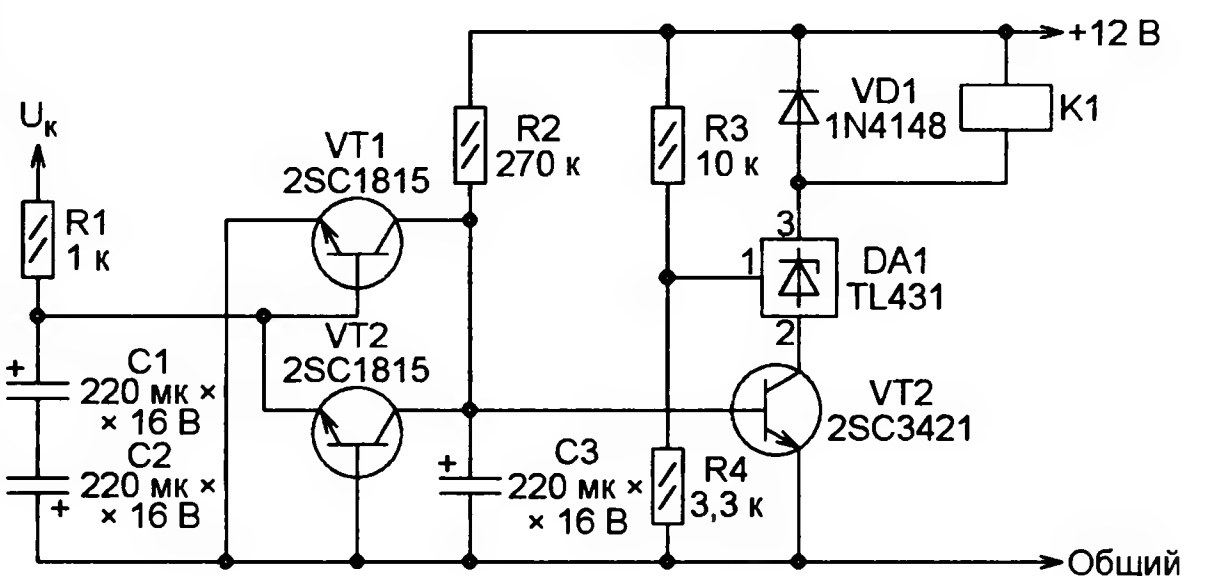 +12 В
Uк
R1
1 к
VT1
2SC1815
R2
270 к
R3
10 к
VD1
1N4148
K1
3
1
DA1
TL431
2
VT2
2SC1815
VT2
2SC3421
+
C1
220 мк ×
× 16 В
C2
220 мк ×
+
× 16 В
+
C3
220 мк ×
× 16 В
R4
3,3 к
Общий